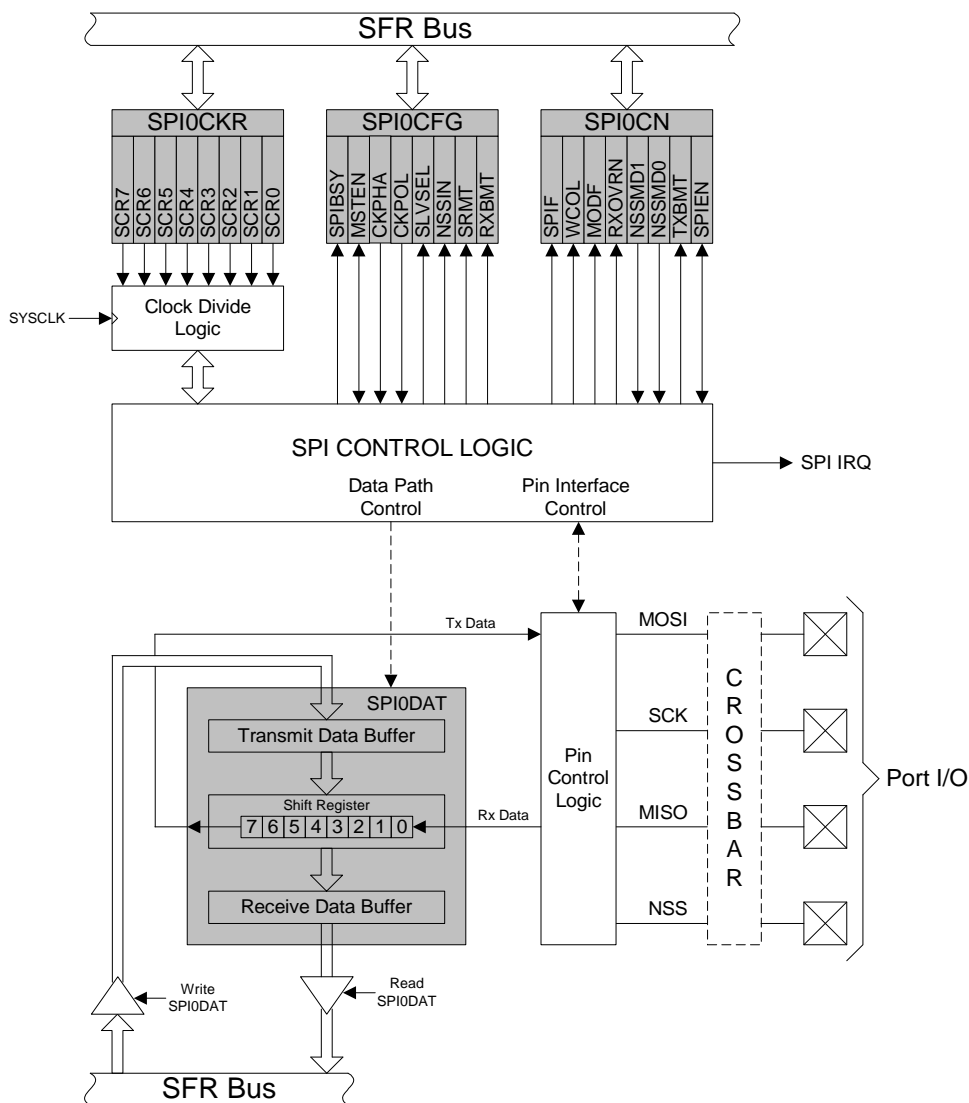 SFR Bus
SPI0CKR
SPI0CFG
SPI0CN
SCR7
SCR6
SCR5
SCR4
SCR3
SCR2
SCR1
SCR0
SPIBSY
MSTEN
CKPHA
CKPOL
SLVSEL
NSSIN
SRMT
RXBMT
SPIF
WCOL
MODF
RXOVRN
NSSMD1
NSSMD0
TXBMT
SPIEN
SYSCLK
Clock Divide
Logic
SPI CONTROL LOGIC
SPI IRQ
Data Path
Control
Pin Interface
Control
Tx Data
MOSI
SPI0DAT
Transmit Data Buffer
SCK
Shift Register
7 6 5 4 3 2 1 0
Rx Data
Pin
Control
Logic
MISO
CROSSBAR
Port I/O
Receive Data Buffer
NSS
Write
SPI0DAT
Read
SPI0DAT
SFR Bus